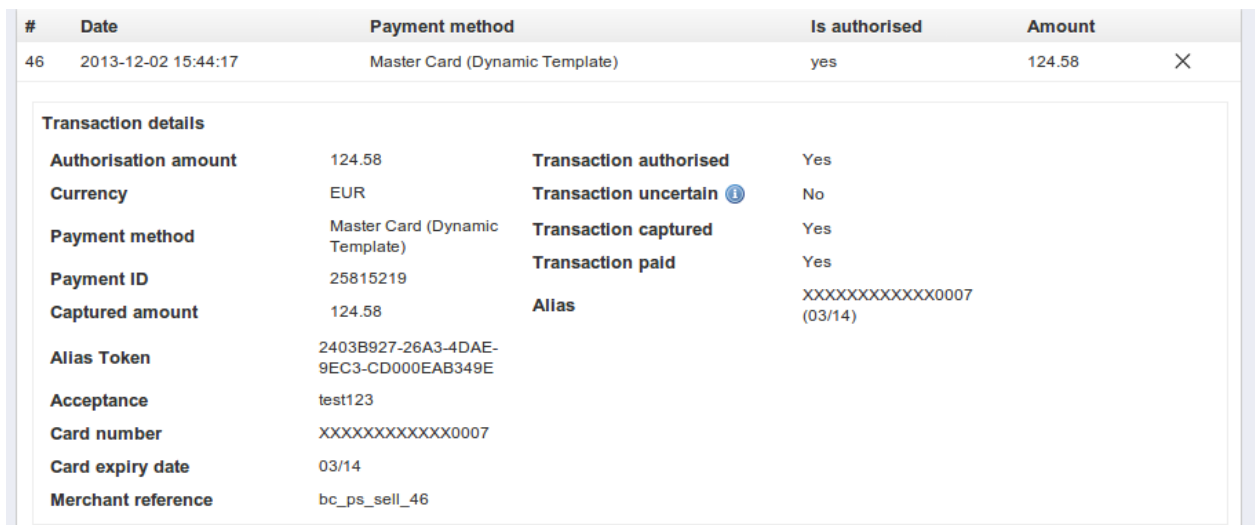 # Date Payment method Is authorised Amount
46 2013-12-02 15:44:17 Master Card (Dynamic Template) yes 124.58
Transaction details
Authorisation amount 124.58 Transaction authorised Yes
Currency EUR Transaction uncertain No
Payment method Master Card (Dynamic Template) Transaction captured Yes
Transaction paid Yes
Payment ID 25815219
Captured amount 124.58 Alias XXXXXXXXXXXX0007 (03/14)
Alias Token 2403B927-26A3-4DAE-
9EC3-CD000EAB349E
Acceptance test123
Card number XXXXXXXXXXXX0007
Card expiry date 03/14
Merchant reference bc_ps_sell_46